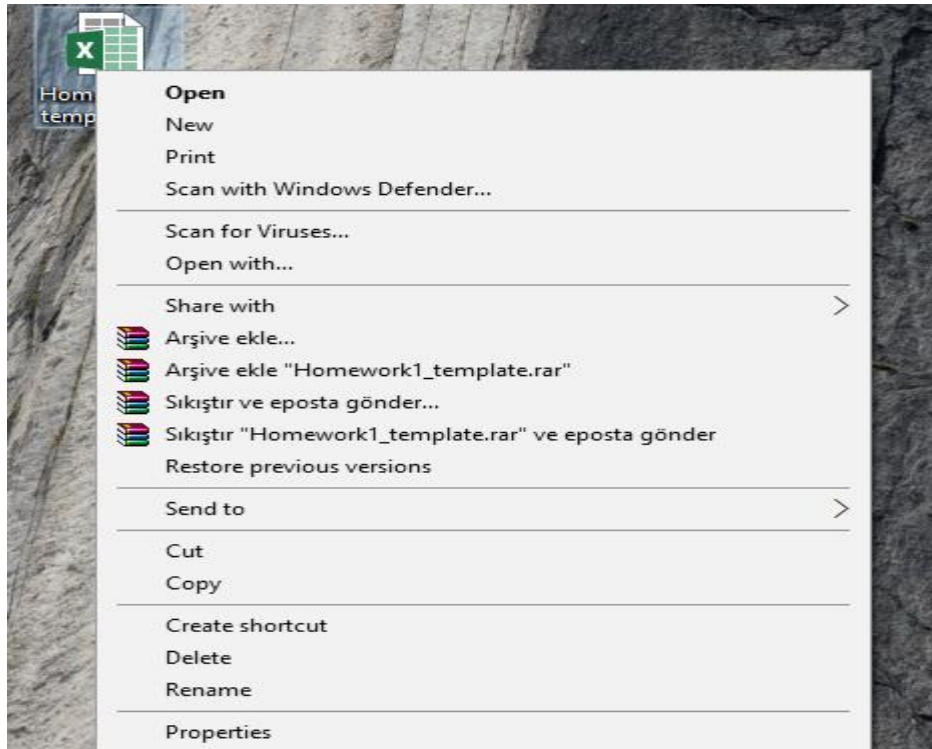 Hom
temp
Open
New
Print
Scan with Windows Defender...
Scan for Viruses...
Open with...
Share with
Arşive ekle...
Arşive ekle "Homework1_template.rar"
Sıkıştır ve eposta gönder...
Sıkıştır "Homework1_template.rar" ve eposta gönder
Restore previous versions
Send to
Cut
Copy
Create shortcut
Delete
Rename
Properties